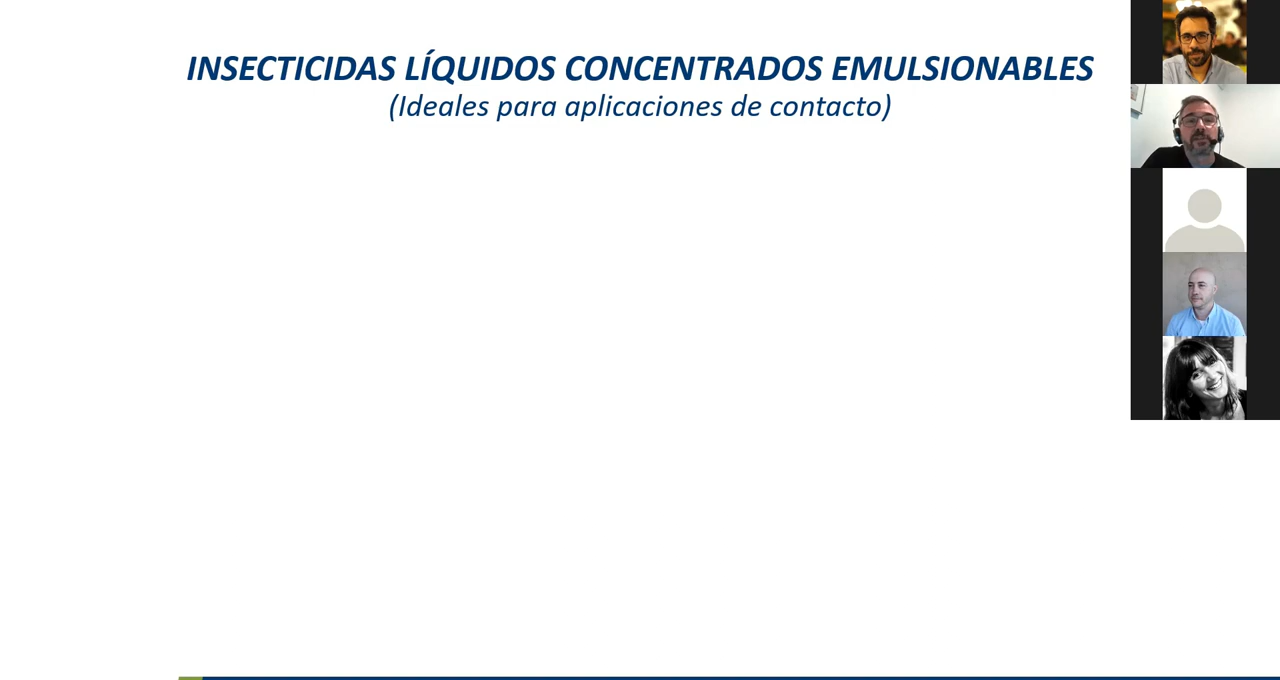 INSECTICIDAS LÍQUIDOS CONCENTRADOS EMULSIONABLES
(Ideales para aplicaciones de contacto)